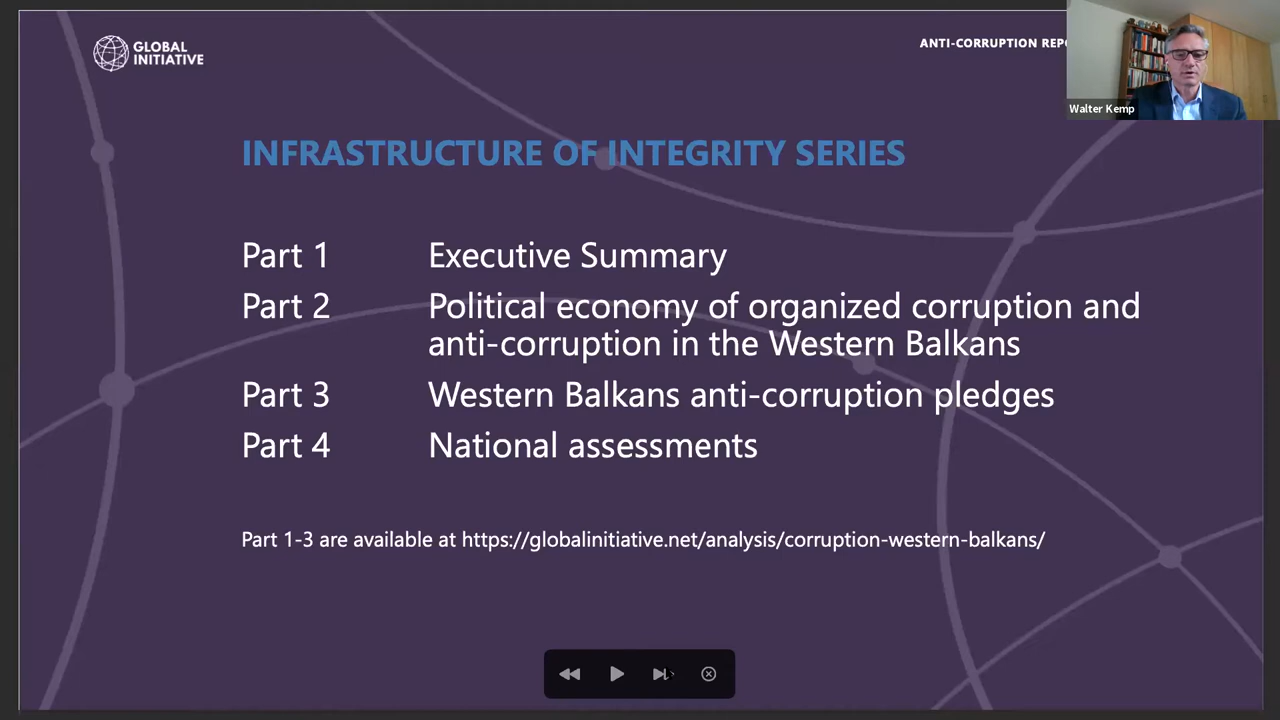 GLOBAL
INITIATIVE
ANTI-CORRUPTION
Walter Kemp
INFRASTRUCTURE OF INTEGRITY SERIES
Part 1 Executive Summary
Part 2 Political economy of organized corruption and
anti-corruption in the Western Balkans
Part 3 Western Balkans anti-corruption pledges
Part 4 National assessments
Part 1-3 are available at https://globalinitiative.net/analysis/corruption-western-balkans/